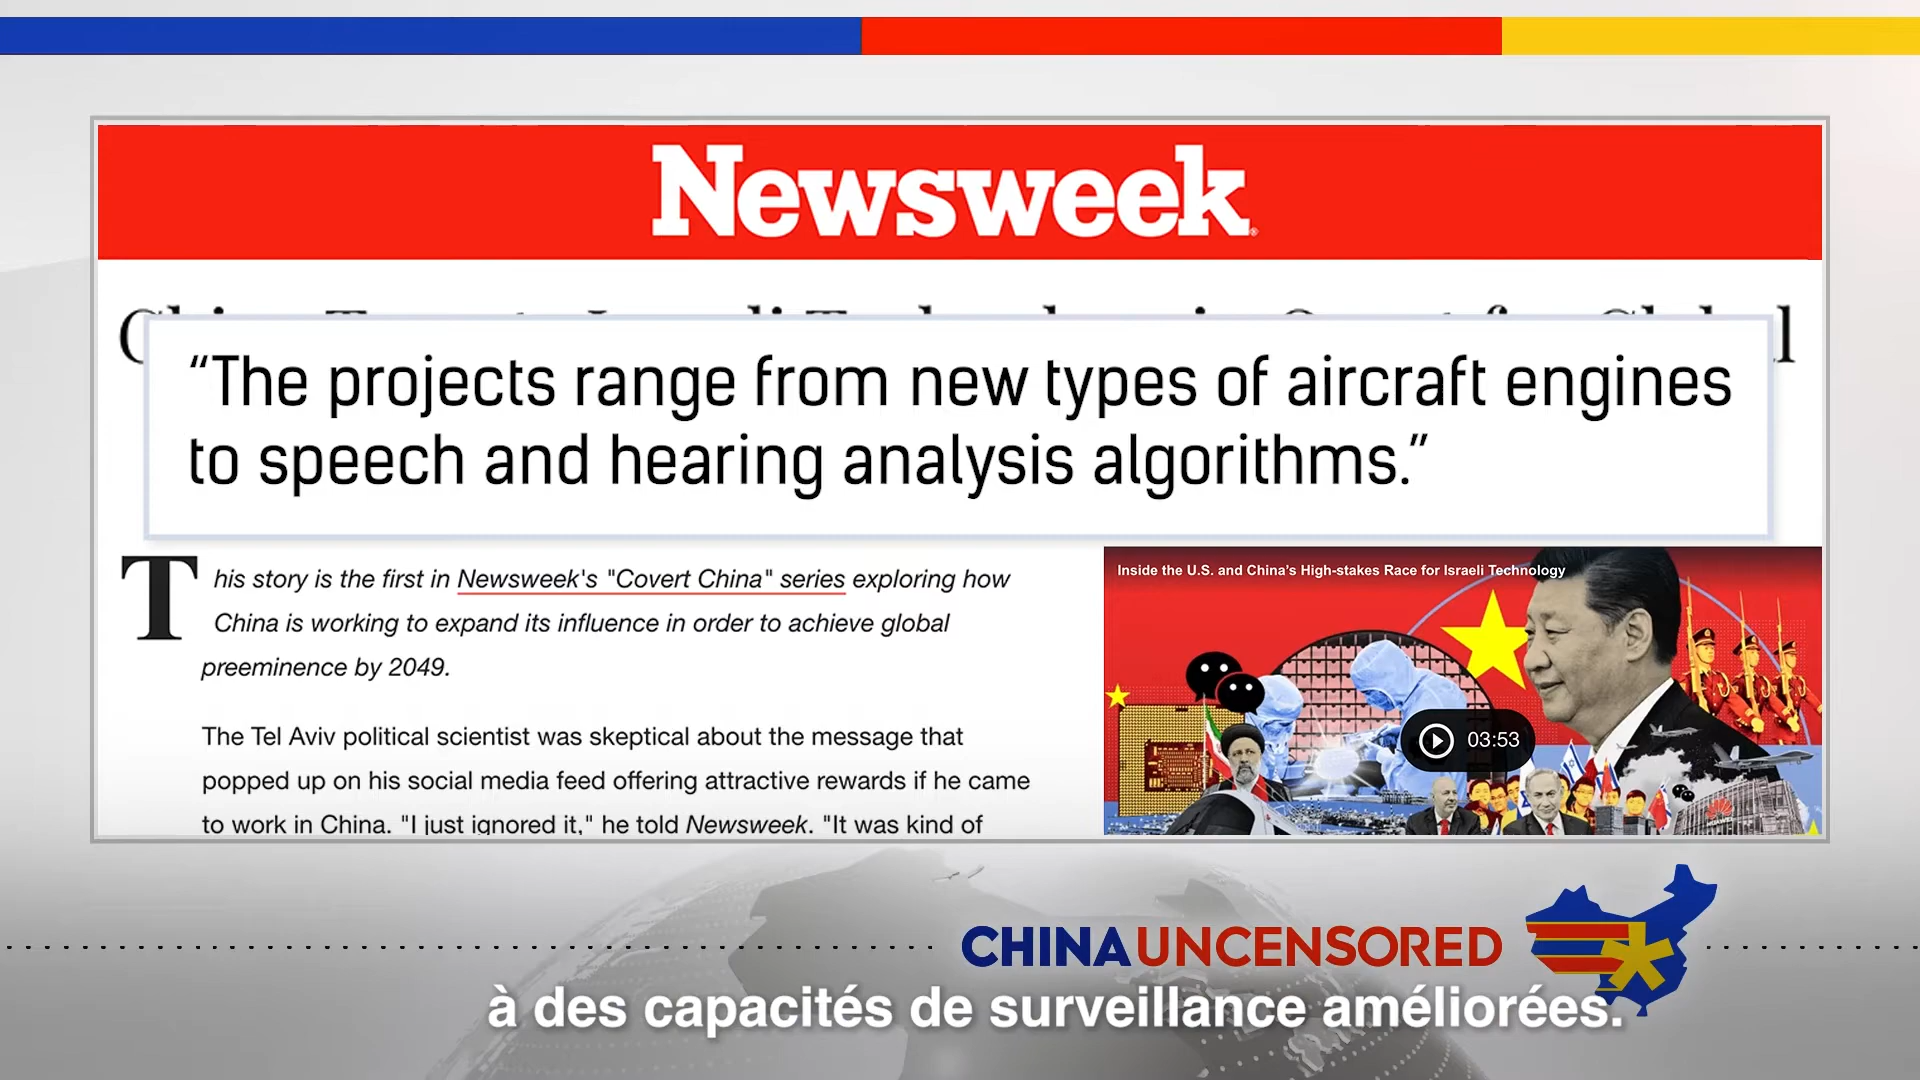 Newsweek
“The projects range from new types of aircraft engines
to speech and hearing analysis algorithms.”
This story is the first in Newsweek's "Covert China" series exploring how
China is working to expand its influence in order to achieve global
preeminence by 2049.
The Tel Aviv political scientist was skeptical about the message that
popped up on his social media feed offering attractive rewards if he came
to work in China. "I just ignored it," he told Newsweek. "It was kind of
Inside the U.S. and China’s High-stakes Race for Israeli Technology
03:53
HUAWEI
CHINA UNCENSORED
à des capacités de surveillance améliorées.